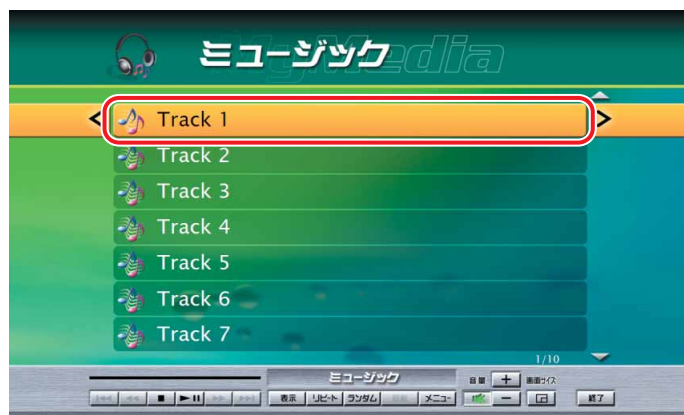 ミュージック
MyMedia
Track 1
Track 2
Track 3
Track 4
Track 5
Track 6
Track 7
1/10
ミュージック
音量 + 画面サイズ
表示 リピート ランダム メニュー - 終了